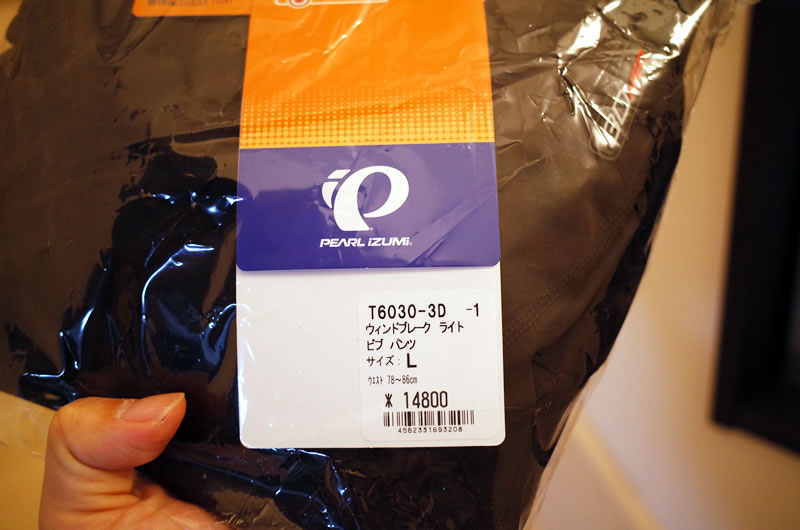 PEARL iZUMi
T6030-3D -1
ウィンドブレーク ライト
ビブ パンツ
サイズ: L
ウエスト 78～86cm
¥ 14800
4562331693208